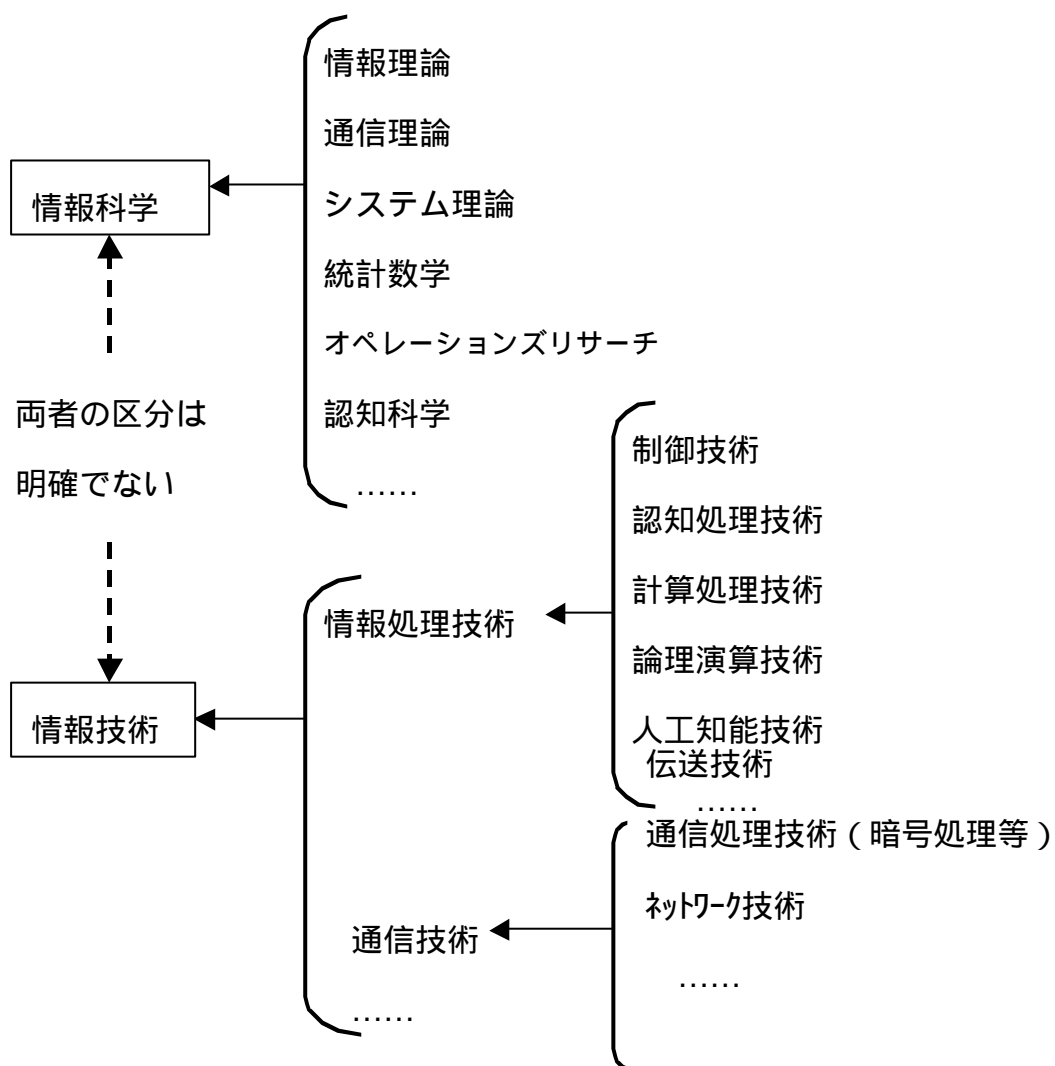 情報理論
通信理論
システム理論
統計数学
オペレーションズリサーチ
認知科学
……
情報科学
両者の区分は
明確でない
情報技術
情報処理技術
通信技術
……
制御技術
認知処理技術
計算処理技術
論理演算技術
人工知能技術
伝送技術
……
通信処理技術（暗号処理等）
ﾈｯﾄﾜｰｸ技術
……